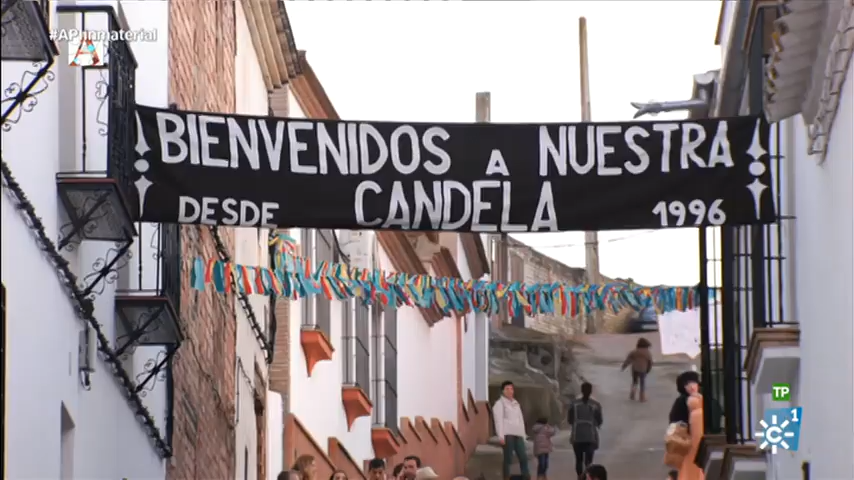 #APInmaterial
A
BIENVENIDOS A NUESTRA
DESDE CANDELA 1996
TP
1